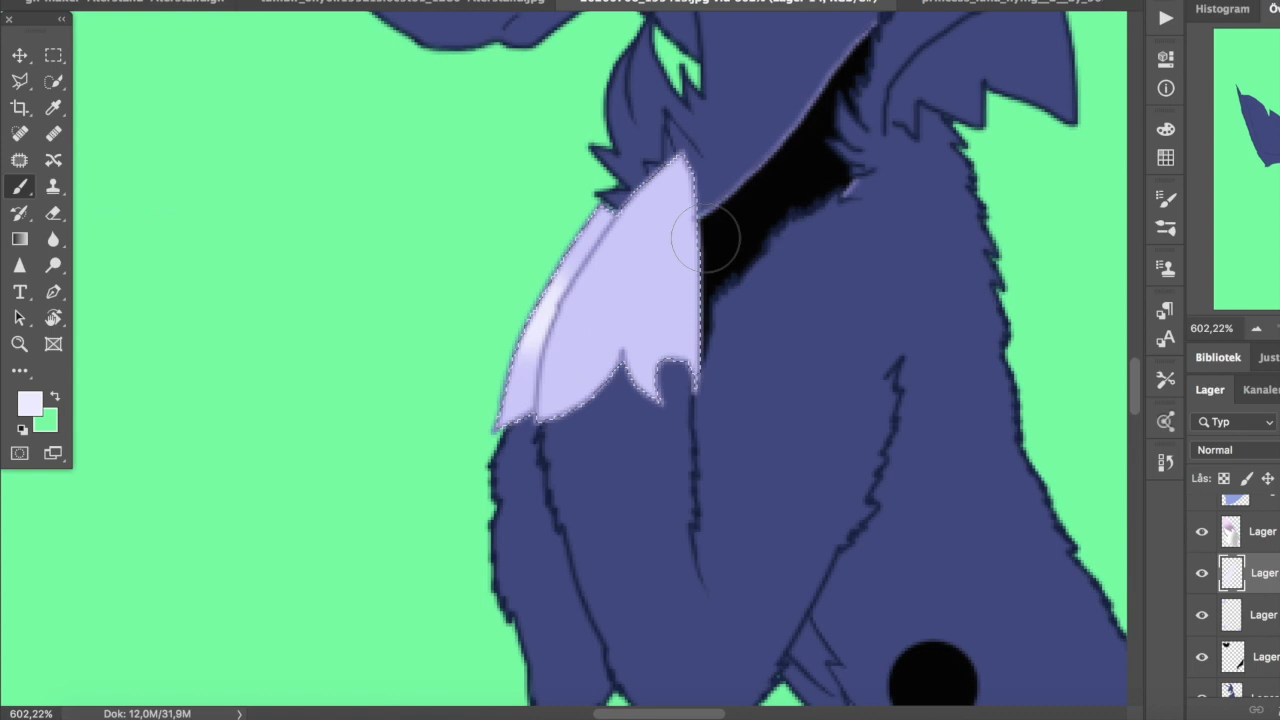 Histogram
Öv
602,22%
Bibliotek
Just
Lager
Kanaler
Typ
Normal
Lås:
Lager
Lager
Lager
Lager
602,22%
Dok: 12,0M/31,9M